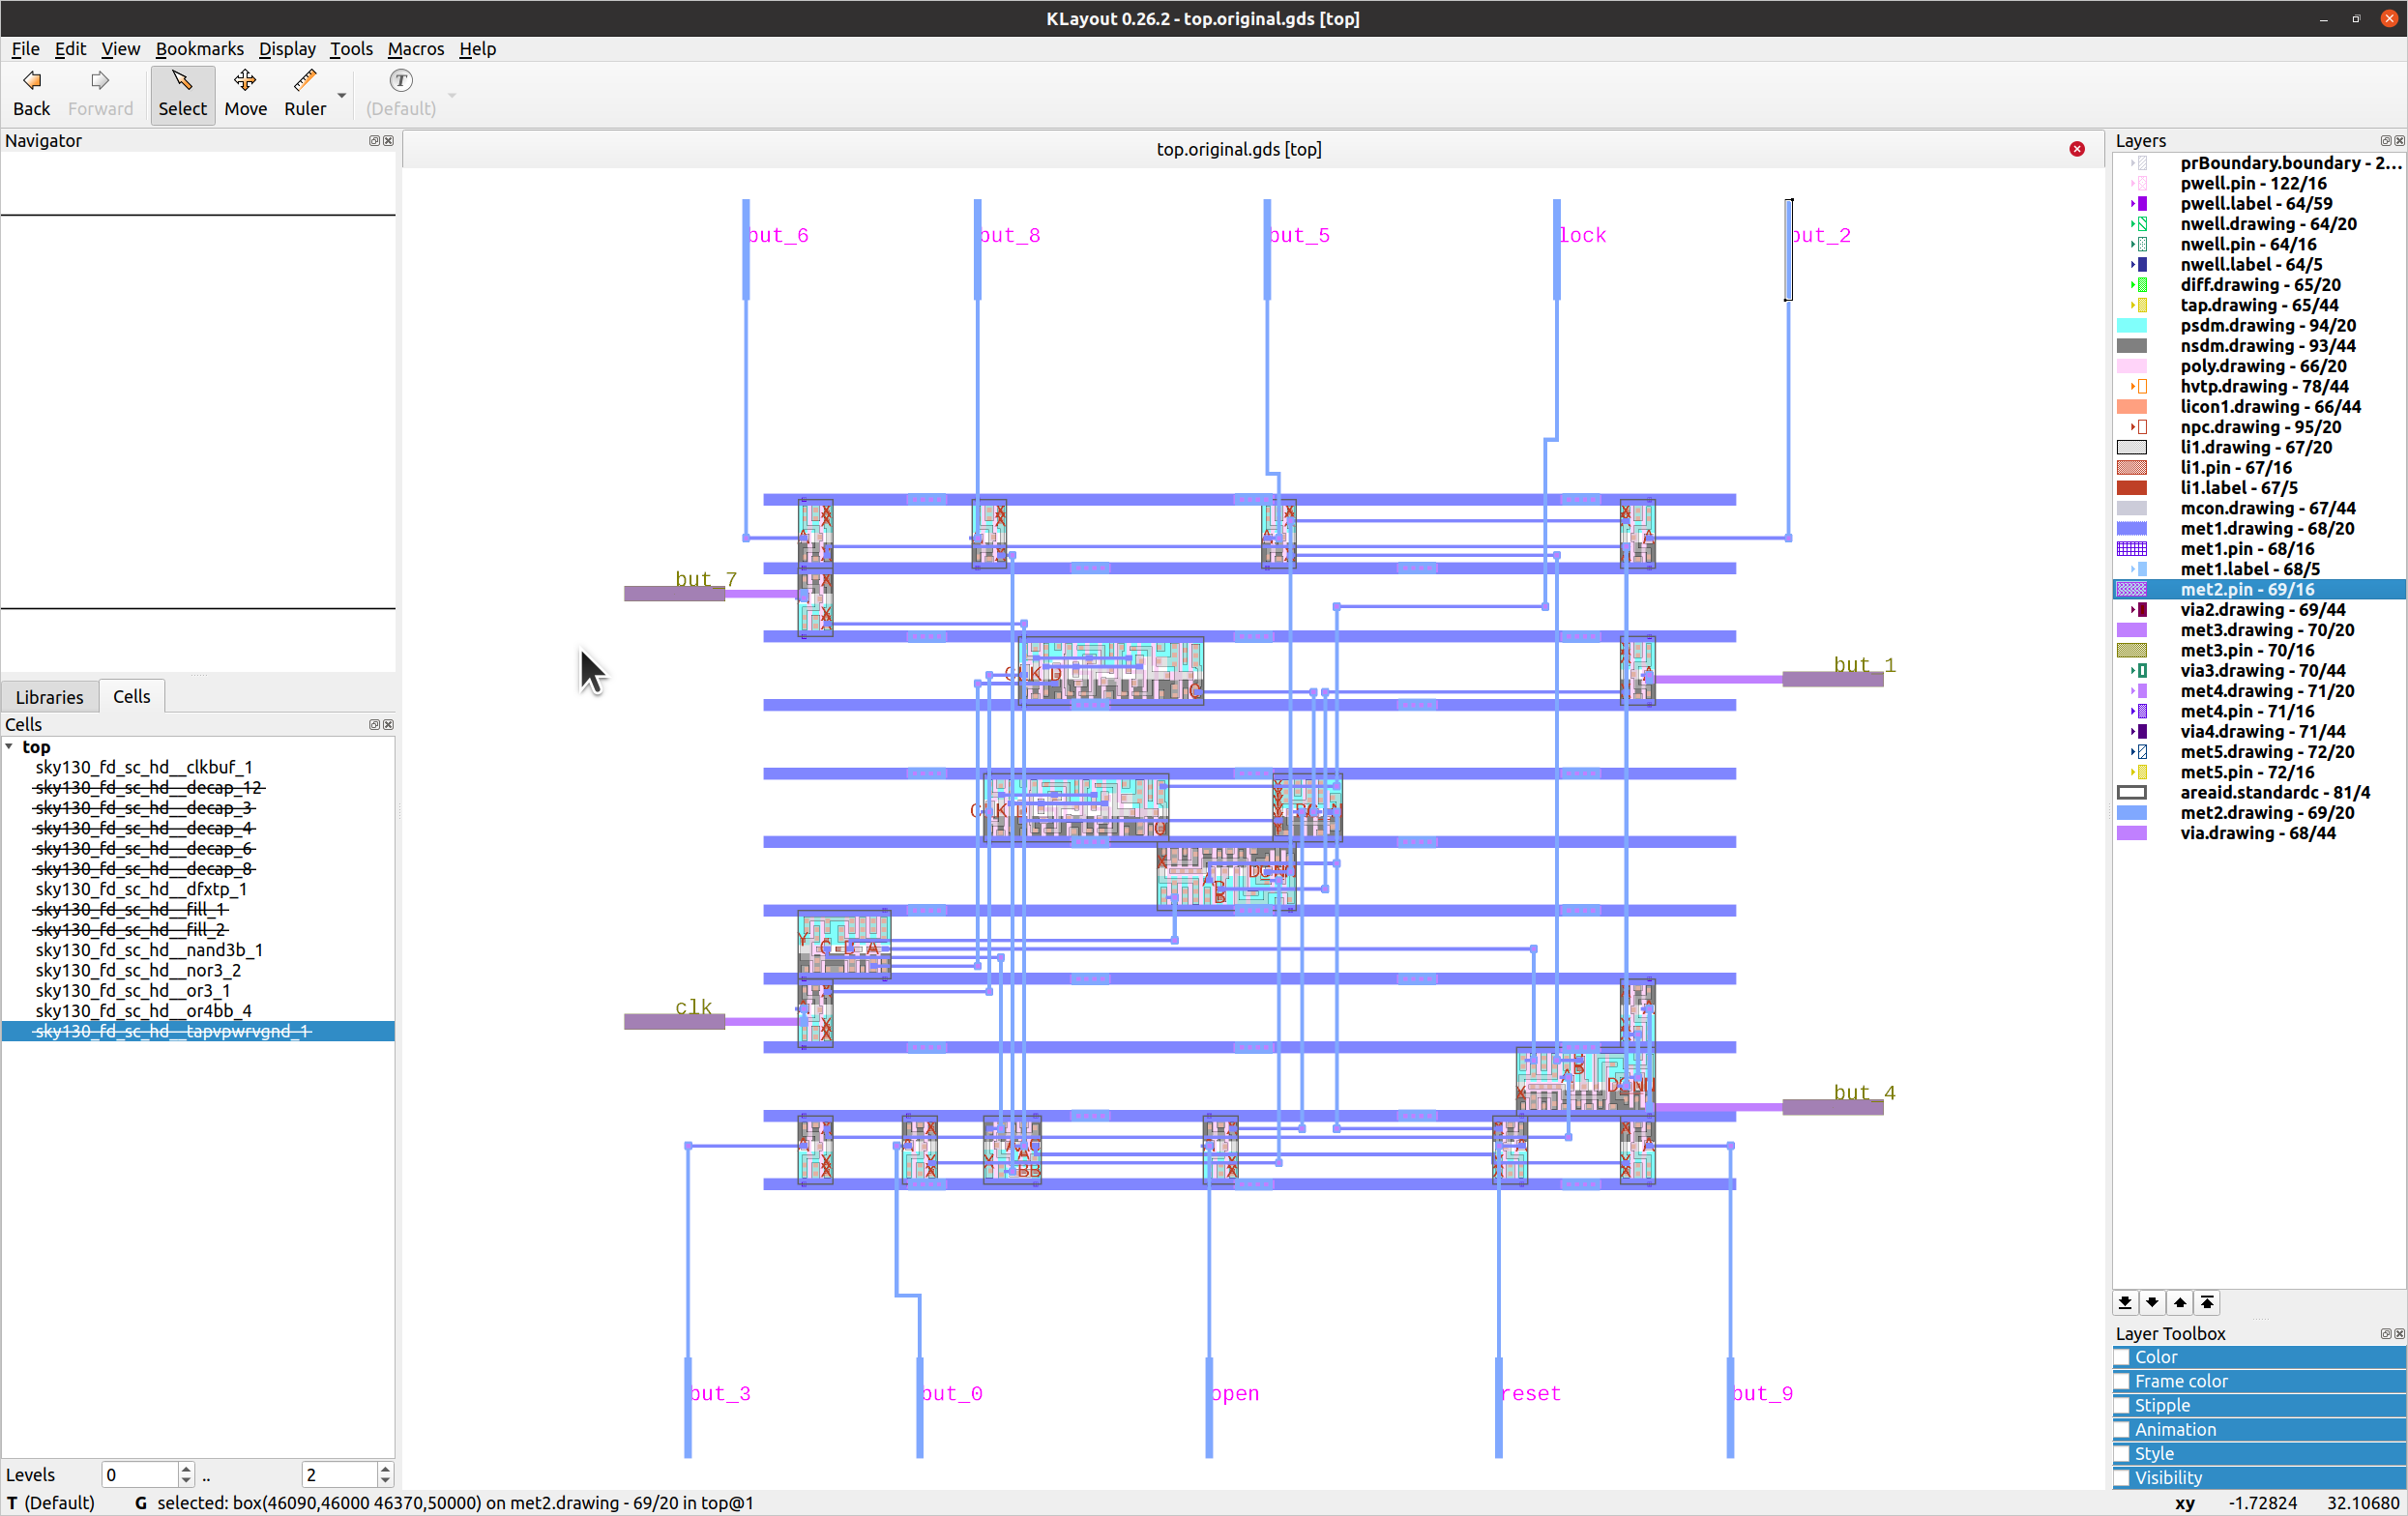 KLayout 0.26.2 - top.original.gds [top]
File Edit View Bookmarks Display Tools Macros Help
Back Forward Select Move Ruler (Default)
Navigator
top.original.gds [top]
Layers
prBoundary.boundary - 2...
pwell.pin - 122/16
pwell.label - 64/59
nwell.drawing - 64/20
nwell.pin - 64/16
nwell.label - 64/5
diff.drawing - 65/20
tap.drawing - 65/44
psdm.drawing - 94/20
nsdm.drawing - 93/44
poly.drawing - 66/20
hvtp.drawing - 78/44
licon1.drawing - 66/44
npc.drawing - 95/20
li1.drawing - 67/20
li1.pin - 67/16
li1.label - 67/5
mcon.drawing - 67/44
met1.drawing - 68/20
met1.pin - 68/16
met1.label - 68/5
met2.pin - 69/16
via2.drawing - 69/44
met3.drawing - 70/20
met3.pin - 70/16
via3.drawing - 70/44
met4.drawing - 71/20
met4.pin - 71/16
via4.drawing - 71/44
met5.drawing - 72/20
met5.pin - 72/16
areaid.standardc - 81/4
met2.drawing - 69/20
via.drawing - 68/44
but_6 but_8 but_5 lock but_2
but_7
but_1
clk
but_4
but_3 but_0 open reset but_9
Libraries Cells
Cells
top
sky130_fd_sc_hd__clkbuf_1
sky130_fd_sc_hd__decap_12
sky130_fd_sc_hd__decap_3
sky130_fd_sc_hd__decap_4
sky130_fd_sc_hd__decap_6
sky130_fd_sc_hd__decap_8
sky130_fd_sc_hd__dfxtp_1
sky130_fd_sc_hd__fill_1
sky130_fd_sc_hd__fill_2
sky130_fd_sc_hd__nand3b_1
sky130_fd_sc_hd__nor3_2
sky130_fd_sc_hd__or3_1
sky130_fd_sc_hd__or4bb_4
sky130_fd_sc_hd__tapvpwrvgnd_1
Layer Toolbox
Color
Frame color
Stipple
Animation
Style
Visibility
Levels 0 .. 2
T (Default) G selected: box(46090,46000 46370,50000) on met2.drawing - 69/20 in top@1 xy -1.72824 32.10680